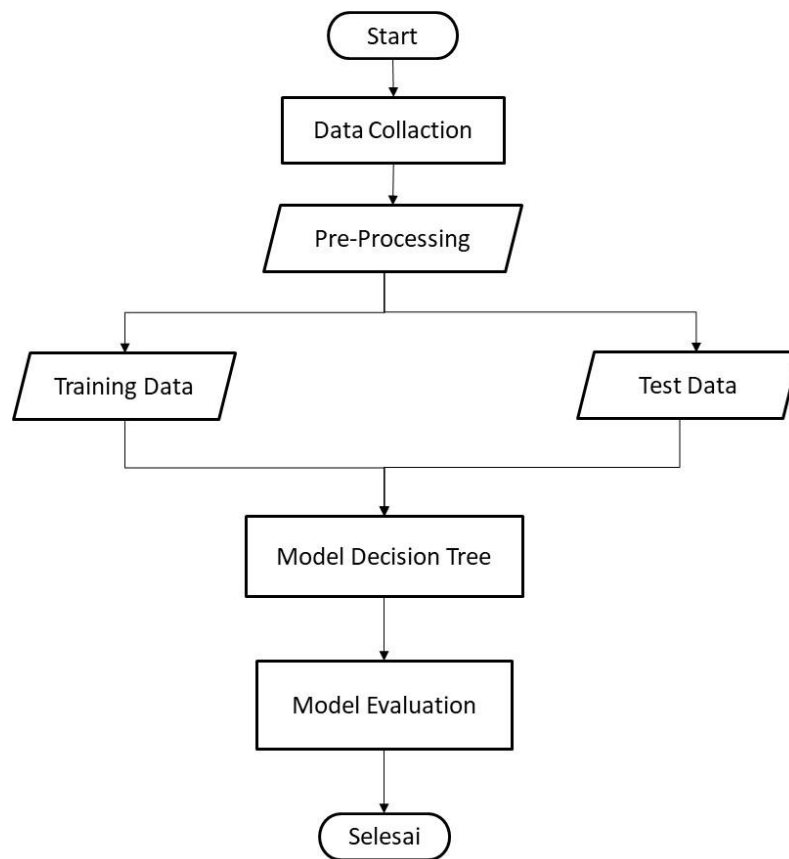 Start
Data Collaction
Pre-Processing
Training Data
Test Data
Model Decision Tree
Model Evaluation
Selesai